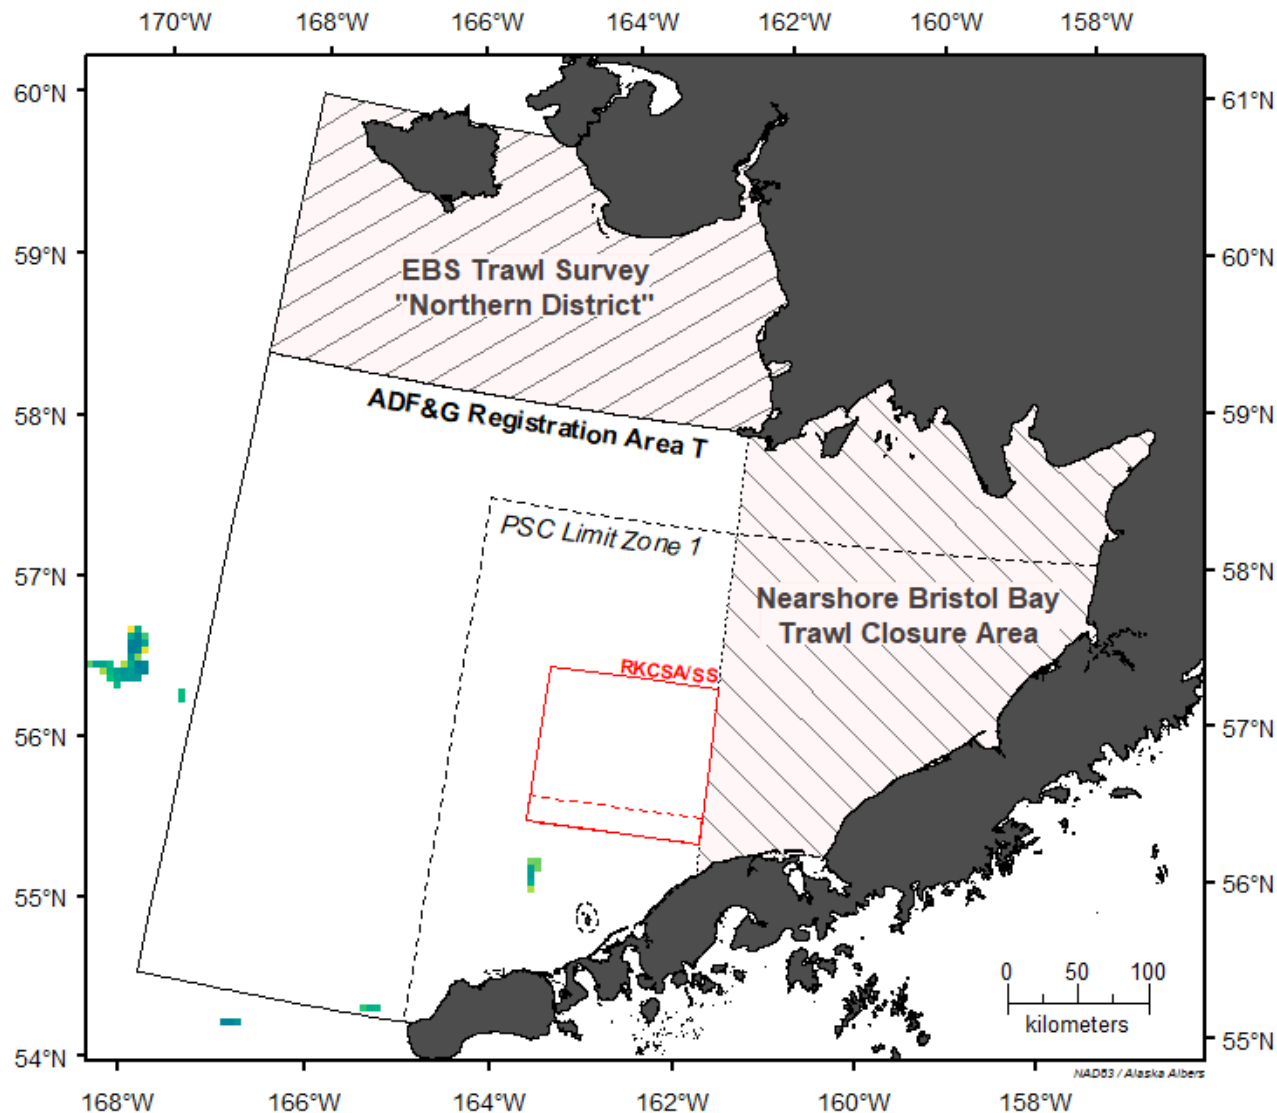 170°W 168°W 166°W 164°W 162°W 160°W 158°W
60°N
61°N
EBS Trawl Survey
"Northern District"
59°N
60°N
ADF&G Registration Area T
58°N
59°N
PSC Limit Zone 1
57°N
58°N
Nearshore Bristol Bay
Trawl Closure Area
RKCSA/SS
56°N
57°N
55°N
56°N
0 50 100
kilometers
54°N
55°N
NAD83 / Alaska Albers
168°W 166°W 164°W 162°W 160°W 158°W